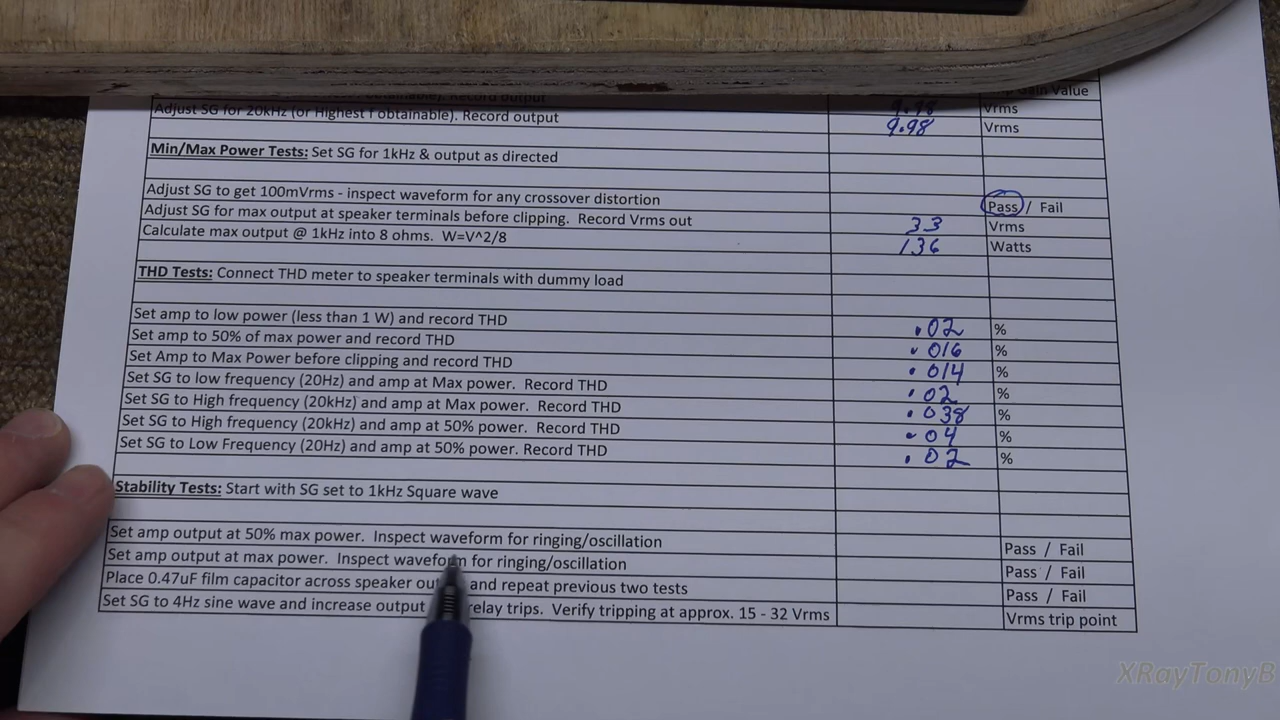 Gain Value
Record output 9.98 Vrms
Adjust SG for 20kHz (or Highest f obtainable). Record output 9.98 Vrms
Min/Max Power Tests: Set SG for 1kHz & output as directed
Adjust SG to get 100mVrms - inspect waveform for any crossover distortion Pass / Fail
Adjust SG for max output at speaker terminals before clipping. Record Vrms out 33 Vrms
Calculate max output @ 1kHz into 8 ohms. W=V^2/8 136 Watts
THD Tests: Connect THD meter to speaker terminals with dummy load
Set amp to low power (less than 1 W) and record THD .02 %
Set amp to 50% of max power and record THD .016 %
Set Amp to Max Power before clipping and record THD .014 %
Set SG to low frequency (20Hz) and amp at Max power. Record THD .02 %
Set SG to High frequency (20kHz) and amp at Max power. Record THD .038 %
Set SG to High frequency (20kHz) and amp at 50% power. Record THD .04 %
Set SG to Low Frequency (20Hz) and amp at 50% power. Record THD .02 %
Stability Tests: Start with SG set to 1kHz Square wave
Set amp output at 50% max power. Inspect waveform for ringing/oscillation Pass / Fail
Set amp output at max power. Inspect waveform for ringing/oscillation Pass / Fail
Place 0.47uF film capacitor across speaker and repeat previous two tests Pass / Fail
Set SG to 4Hz sine wave and increase output relay trips. Verify tripping at approx. 15 - 32 Vrms Vrms trip point
XRayTonyB